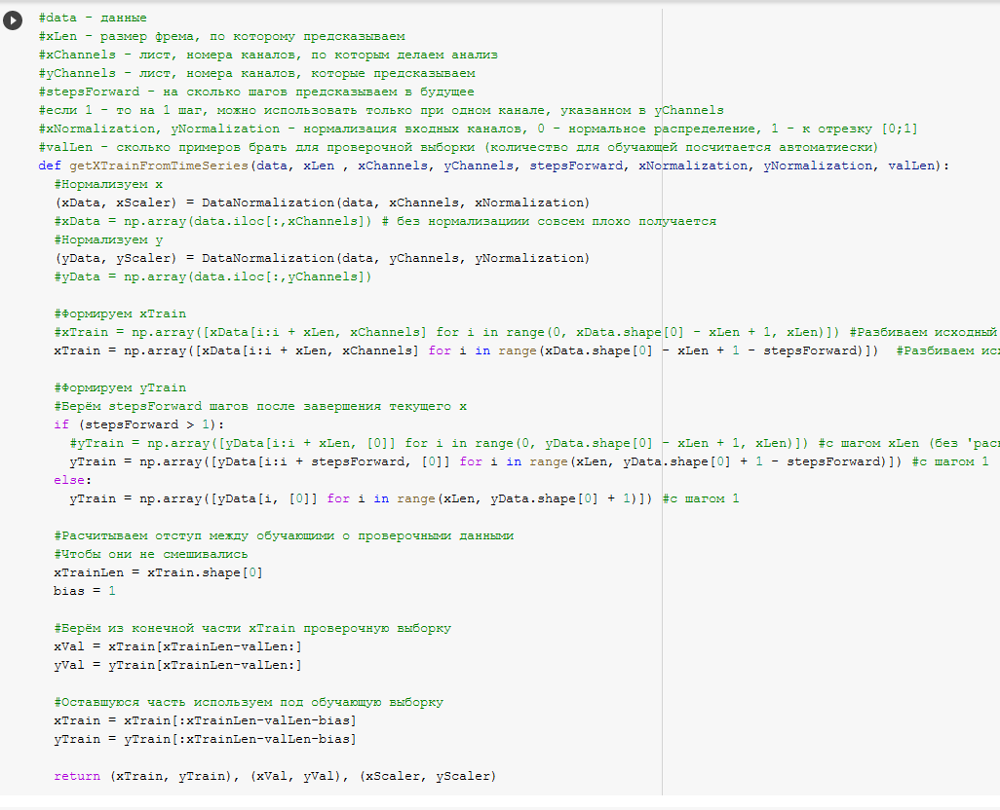 #data - данные
#xLen - размер фрема, по которому предсказываем
#xChannels - лист, номера каналов, по которым делаем анализ
#yChannels - лист, номера каналов, которые предсказываем
#stepsForward - на сколько шагов предсказываем в будущее
#если 1 - то на 1 шаг, можно использовать только при одном канале, указанном в yChannels
#xNormalization, yNormalization - нормализация входных каналов, 0 - нормальное распределение, 1 - к отрезку [0;1]
#valLen - сколько примеров брать для проверочной выборки (количество для обучающей посчитается автоматиески)
def getXTrainFromTimeSeries(data, xLen , xChannels, yChannels, stepsForward, xNormalization, yNormalization, valLen):
  #Нормализуем x
  (xData, xScaler) = DataNormalization(data, xChannels, xNormalization)
  #xData = np.array(data.iloc[:,xChannels]) # без нормализациии совсем плохо получается
  #Нормализуем y
  (yData, yScaler) = DataNormalization(data, yChannels, yNormalization)
  #yData = np.array(data.iloc[:,yChannels])
  #Формируем xTrain
  #xTrain = np.array([xData[i:i + xLen, xChannels] for i in range(0, xData.shape[0] - xLen + 1, xLen)]) #Разбиваем исходный
  xTrain = np.array([xData[i:i + xLen, xChannels] for i in range(xData.shape[0] - xLen + 1 - stepsForward)])  #Разбиваем исх
  #Формируем yTrain
  #Берём stepsForward шагов после завершения текущего x
  if (stepsForward > 1):
    #yTrain = np.array([yData[i:i + xLen, [0]] for i in range(0, yData.shape[0] - xLen + 1, xLen)]) #с шагом xLen (без 'рас
    yTrain = np.array([yData[i:i + stepsForward, [0]] for i in range(xLen, yData.shape[0] + 1 - stepsForward)]) #с шагом 1
  else:
    yTrain = np.array([yData[i, [0]] for i in range(xLen, yData.shape[0] + 1)]) #с шагом 1
  #Расчитываем отступ между обучающими о проверочными данными
  #Чтобы они не смешивались
  xTrainLen = xTrain.shape[0]
  bias = 1
  #Берём из конечной части xTrain проверочную выборку
  xVal = xTrain[xTrainLen-valLen:]
  yVal = yTrain[xTrainLen-valLen:]
  #Оставшуюся часть используем под обучающую выборку
  xTrain = xTrain[:xTrainLen-valLen-bias]
  yTrain = yTrain[:xTrainLen-valLen-bias]
  return (xTrain, yTrain), (xVal, yVal), (xScaler, yScaler)